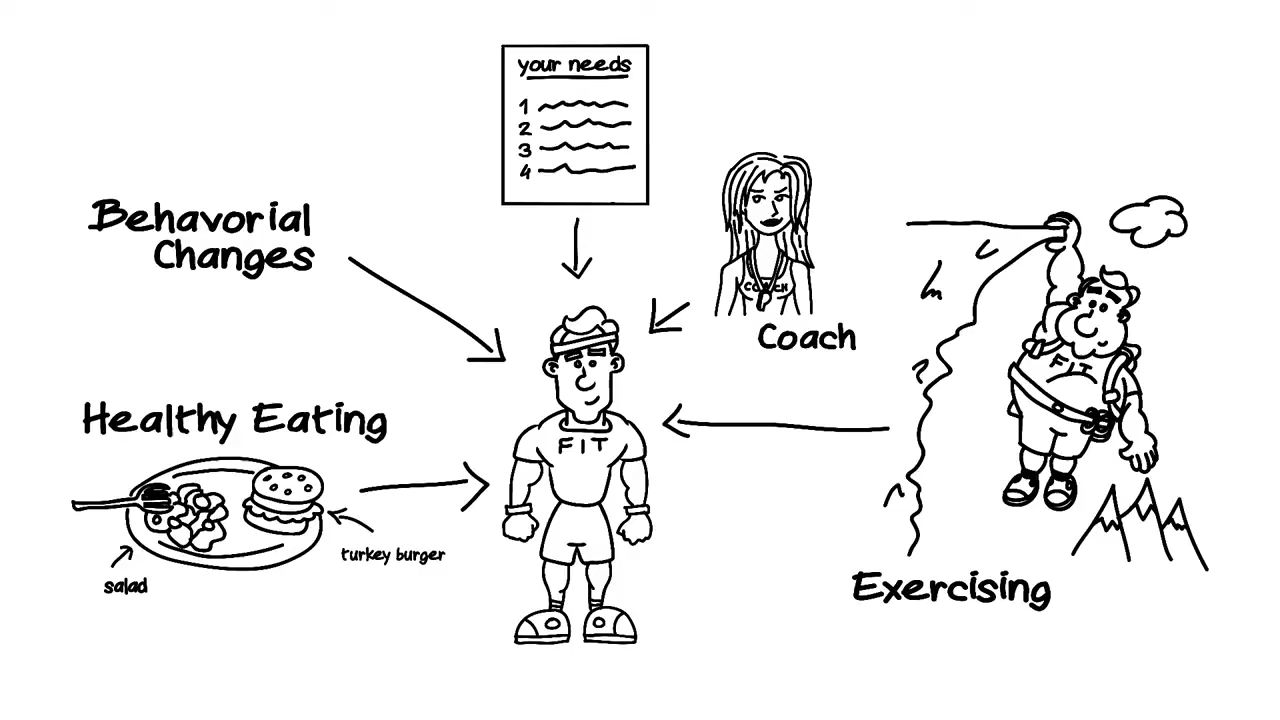 your needs
1
2
3
4
Behavorial
Changes
COACH
Coach
FIT
Healthy Eating
FIT
turkey burger
salad
Exercising